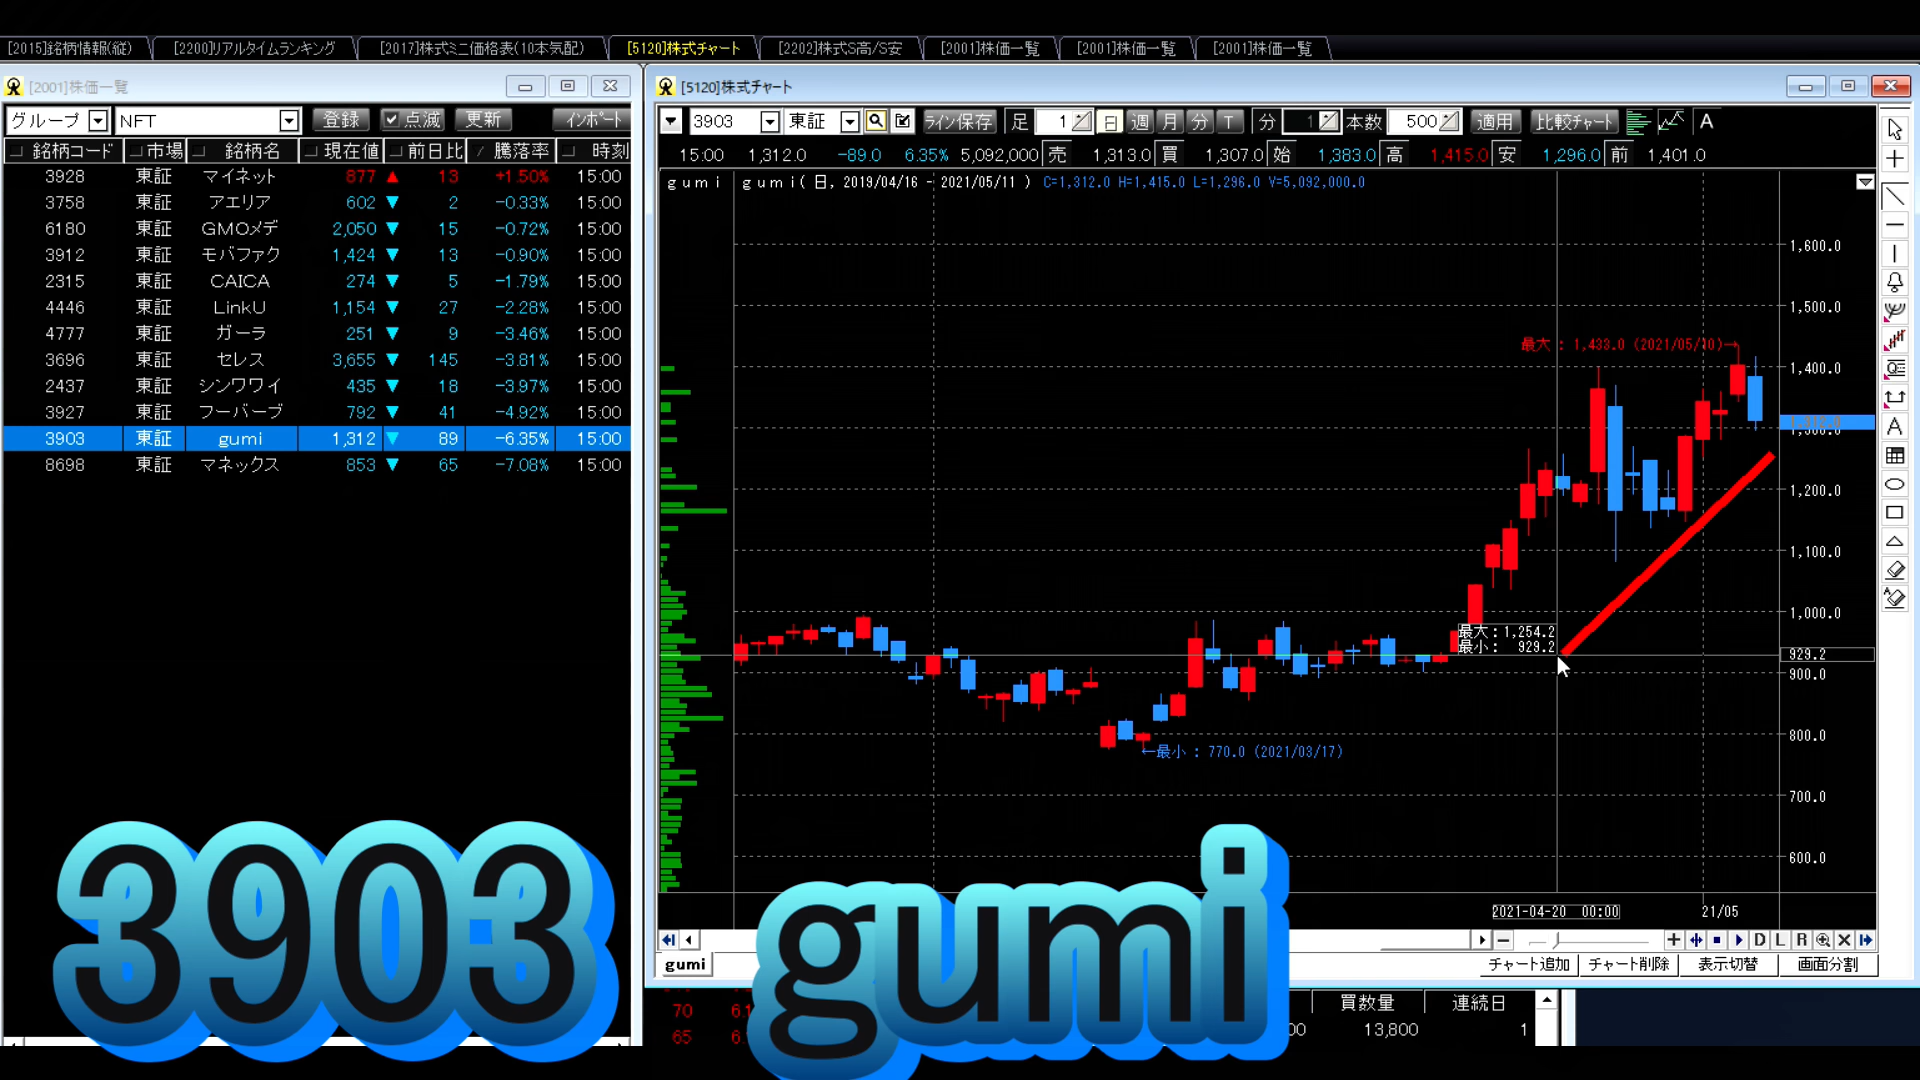 [2015]銘柄情報(縦) [2200]リアルタイムランキング [2017]株式ミニ価格表(10本気配) [5120]株式チャート [2202]株式S高/S安 [2001]株価一覧 [2001]株価一覧 [2001]株価一覧
[2001]株価一覧
グループ NFT 登録 点滅 更新 インポート
銘柄コード 市場 銘柄名 現在値 前日比 騰落率 時刻
3928 東証 マイネット 877 ▲ 13 +1.50% 15:00
3758 東証 アエリア 602 ▼ 2 -0.33% 15:00
6180 東証 GMOメデ 2,050 ▼ 15 -0.72% 15:00
3912 東証 モバファク 1,424 ▼ 13 -0.90% 15:00
2315 東証 CAICA 274 ▼ 5 -1.79% 15:00
4446 東証 LinkU 1,154 ▼ 27 -2.28% 15:00
4777 東証 ガーラ 251 ▼ 9 -3.46% 15:00
3696 東証 セレス 3,655 ▼ 145 -3.81% 15:00
2437 東証 シンワワイ 435 ▼ 18 -3.97% 15:00
3927 東証 フーバーブ 792 ▼ 41 -4.92% 15:00
3903 東証 gumi 1,312 ▼ 89 -6.35% 15:00
8698 東証 マネックス 853 ▼ 65 -7.08% 15:00
[5120]株式チャート
3903 東証 ライン保存 足 1 日 週 月 分 T 分 1 本数 500 適用 比較チャート A
15:00 1,312.0 -89.0 6.35% 5,092,000 売 1,313.0 買 1,307.0 始 1,383.0 高 1,415.0 安 1,296.0 前 1,401.0
gumi gumi(日, 2019/04/16 - 2021/05/11 ) C=1,312.0 H=1,415.0 L=1,296.0 V=5,092,000.0
1,600.0
1,500.0
最大 : 1,433.0 (2021/05/10)→
1,400.0
1,300.0
1,200.0
1,100.0
1,000.0
最大:1,254.2
最小: 929.2
929.2
900.0
←最小 : 770.0 (2021/03/17)
800.0
700.0
600.0
2021-04-20 00:00 21/05
D L R
gumi チャート追加 チャート削除 表示切替 画面分割
買数量 連続日
70
13,800 1
65
3903 gumi